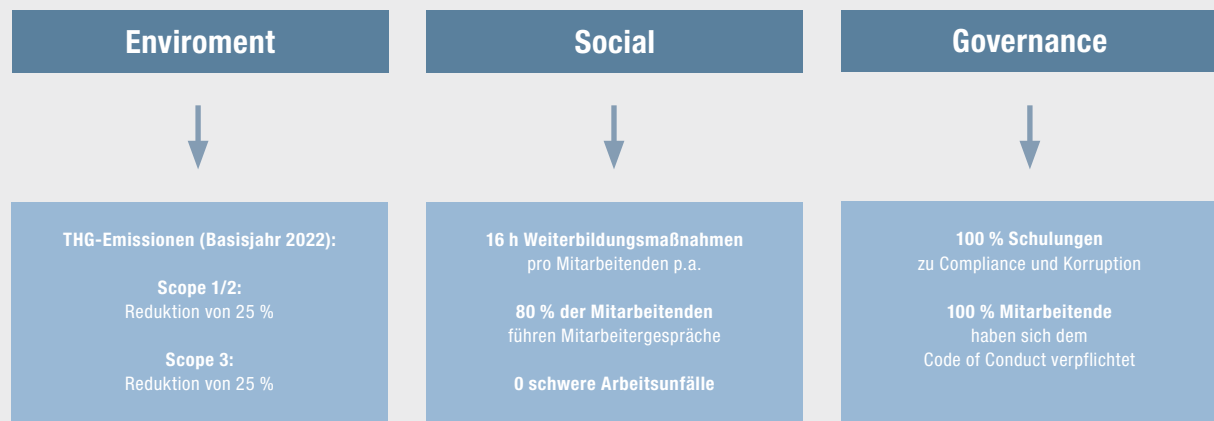 Enviroment
THG-Emissionen (Basisjahr 2022):
Scope 1/2:
Reduktion von 25 %
Scope 3:
Reduktion von 25 %
Social
16 h Weiterbildungsmaßnahmen
pro Mitarbeitenden p.a.
80 % der Mitarbeitenden
führen Mitarbeitergespräche
0 schwere Arbeitsunfälle
Governance
100 % Schulungen
zu Compliance und Korruption
100 % Mitarbeitende
haben sich dem
Code of Conduct verpflichtet